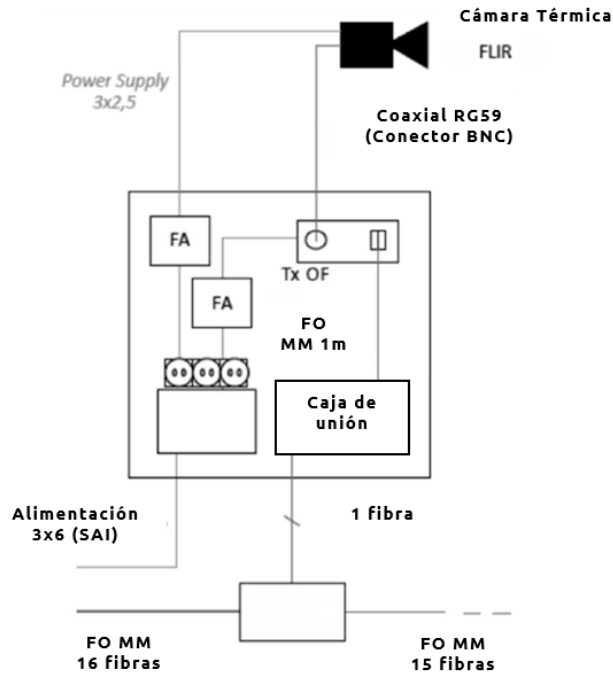 Cámara Térmica
FLIR
Power Supply
3x2,5
Coaxial RG59
(Conector BNC)
FA
Tx OF
FA
FO
MM 1m
Caja de
unión
Alimentación
3x6 (SAI)
1 fibra
FO MM
16 fibras
FO MM
15 fibras